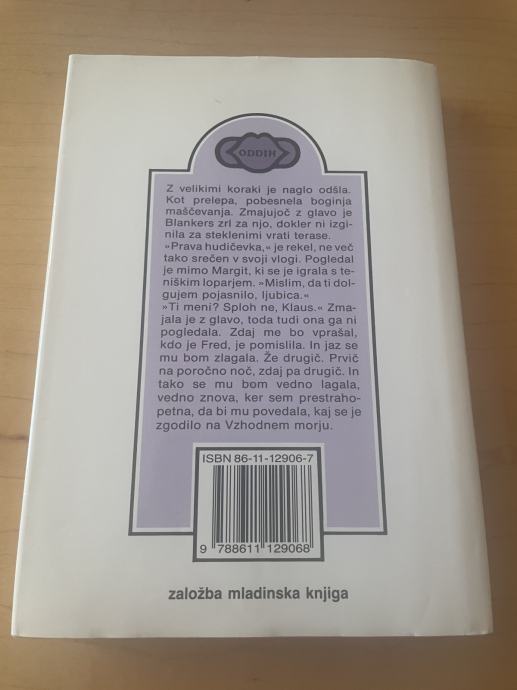 ODDIH
Z velikimi koraki je naglo odšla.
Kot prelepa, pobesnela boginja
maščevanja. Zmajujoč z glavo je
Blankers zrl za njo, dokler ni izgi-
nila za steklenimi vrati terase.
»Prava hudičevka,« je rekel, ne več
tako srečen v svoji vlogi. Pogledal
je mimo Margit, ki se je igrala s te-
niškim loparjem. »Mislim, da ti dol-
gujem pojasnilo, ljubica.«
»Ti meni? Sploh ne, Klaus.« Zma-
jala je z glavo, toda tudi ona ga ni
pogledala. Zdaj me bo vprašal,
kdo je Fred, je pomislila. In jaz se
mu bom zlagala. Že drugič. Prvič
na poročno noč, zdaj pa drugič. In
tako se mu bom vedno lagala,
vedno znova, ker sem prestraho-
petna, da bi mu povedala, kaj se je
zgodilo na Vzhodnem morju.
ISBN 86-11-12906-7
9 788611 129068
založba mladinska knjiga